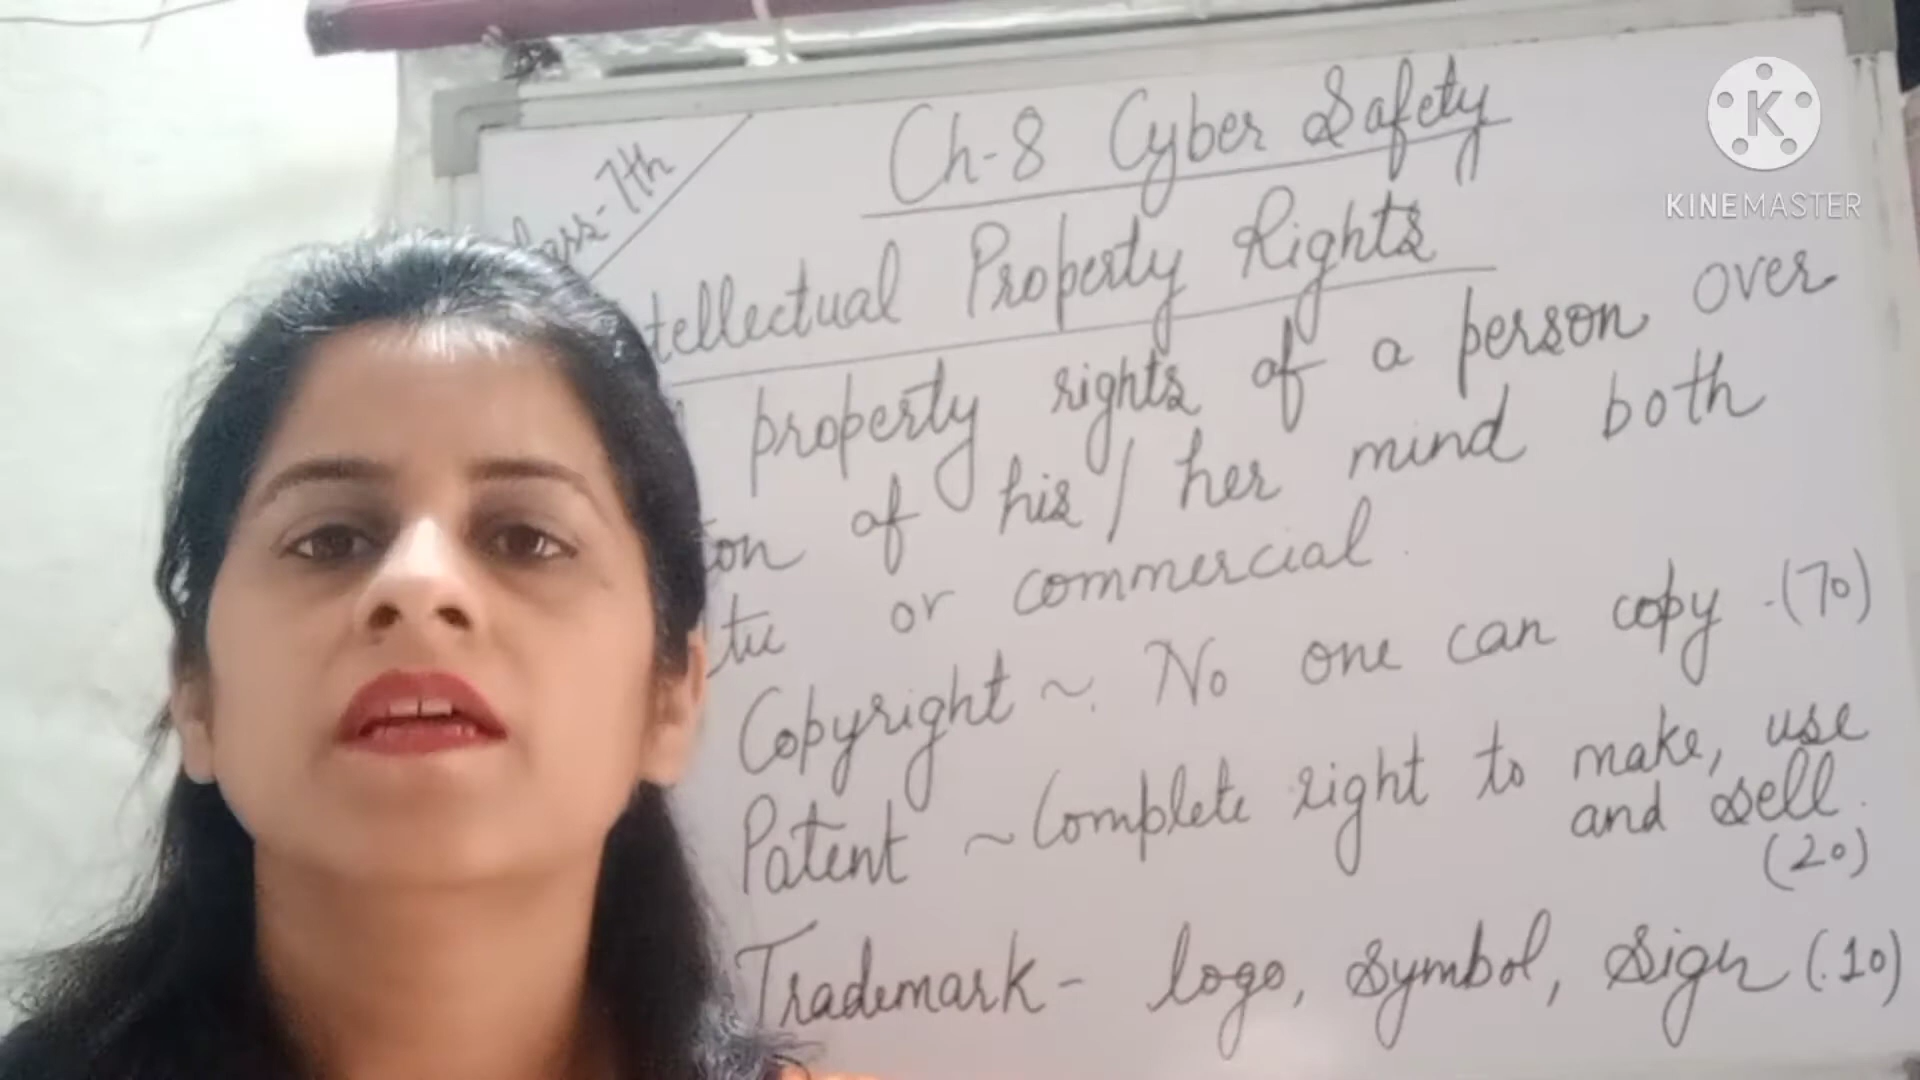 Ch-8 Cyber Safety
KINEMASTER
Class-7th
tellectual Property Rights
property rights of a person over
ion of his / her mind both
or commercial.
Copyright ~ No one can copy (70)
Patent ~ Complete right to make, use
and sell.
(20)
Trademark - logo, symbol, sign (10)